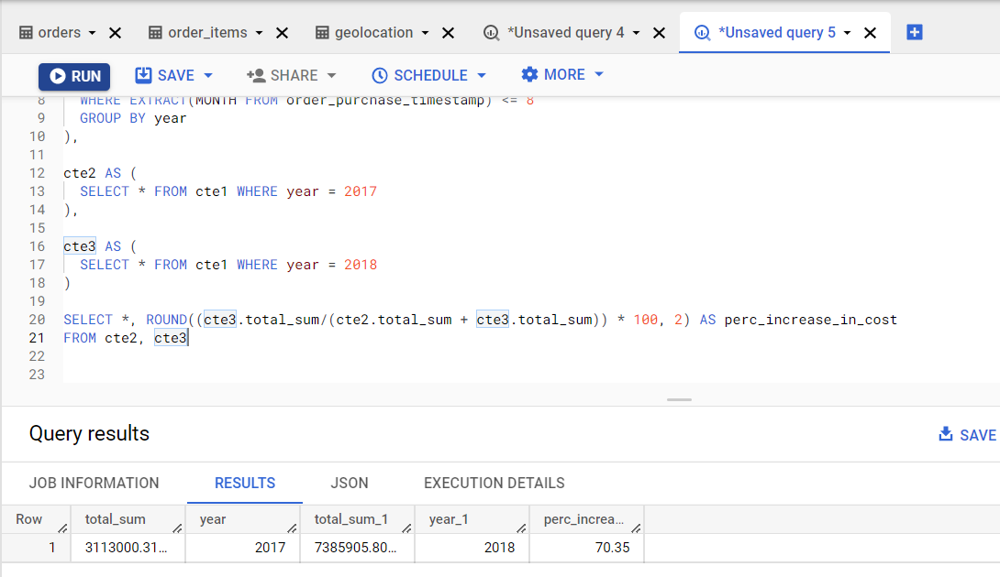 orders order_items geolocation *Unsaved query 4 *Unsaved query 5
RUN SAVE SHARE SCHEDULE MORE
8 WHERE EXTRACT(MONTH FROM order_purchase_timestamp) <= 8
9 GROUP BY year
10 ),
11
12 cte2 AS (
13 SELECT * FROM cte1 WHERE year = 2017
14 ),
15
16 cte3 AS (
17 SELECT * FROM cte1 WHERE year = 2018
18 )
19
20 SELECT *, ROUND((cte3.total_sum/(cte2.total_sum + cte3.total_sum)) * 100, 2) AS perc_increase_in_cost
21 FROM cte2, cte3
22
23
Query results SAVE
JOB INFORMATION RESULTS JSON EXECUTION DETAILS
Row total_sum year total_sum_1 year_1 perc_increa...
1 3113000.31... 2017 7385905.80... 2018 70.35